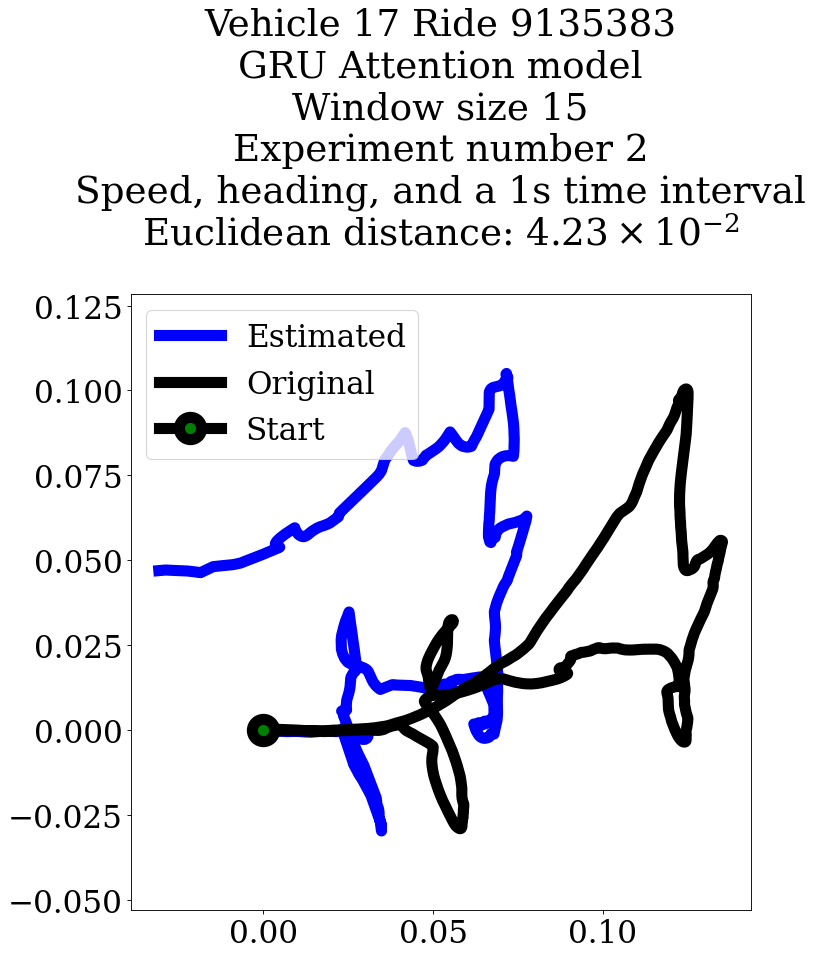 Vehicle 17 Ride 9135383
GRU Attention model
Window size 15
Experiment number 2
Speed, heading, and a 1s time interval
Euclidean distance: 4.23 × 10⁻²
0.125
0.100
0.075
0.050
0.025
0.000
−0.025
−0.050
Estimated
Original
Start
0.00 0.05 0.10